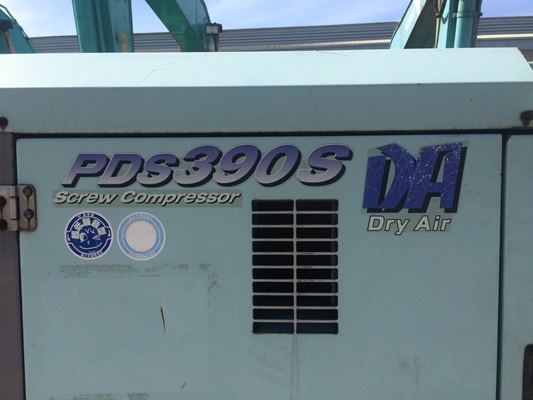 PDS390S
Screw Compressor
DA
Dry Air